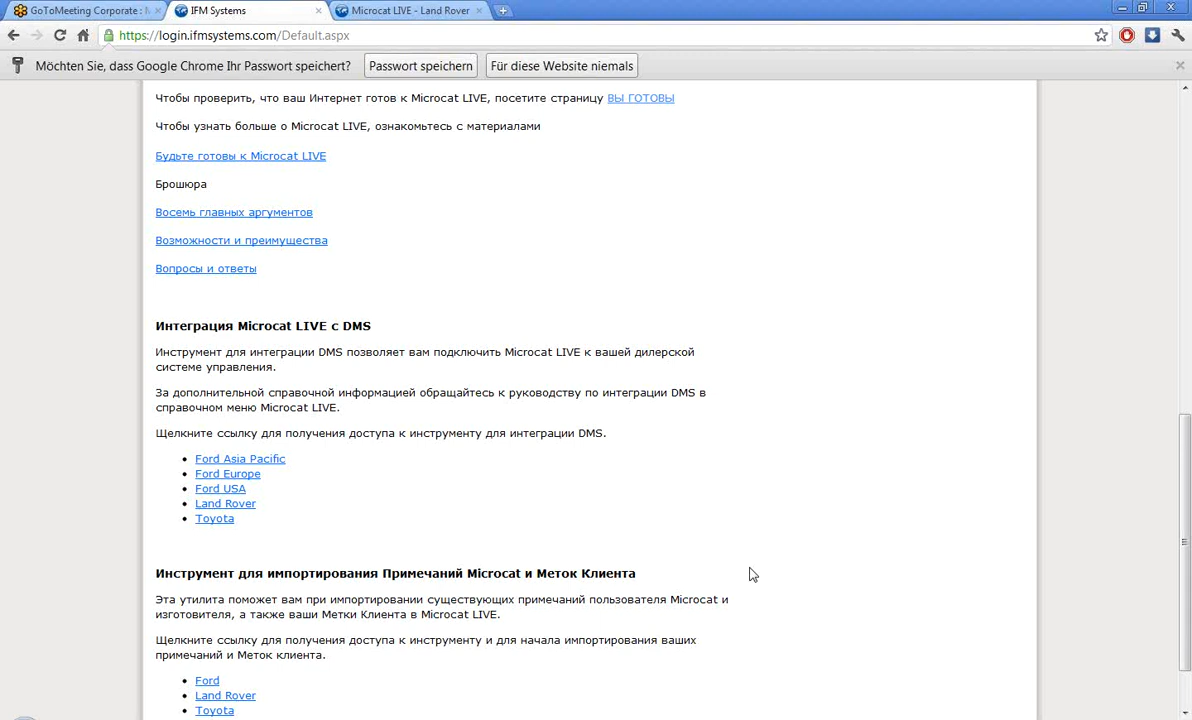 GoToMeeting Corporate : M
IFM Systems
Microcat LIVE - Land Rover
https://login.ifmsystems.com/Default.aspx
Möchten Sie, dass Google Chrome Ihr Passwort speichert?
Passwort speichern
Für diese Website niemals
Чтобы проверить, что ваш Интернет готов к Microcat LIVE, посетите страницу ВЫ ГОТОВЫ
Чтобы узнать больше о Microcat LIVE, ознакомьтесь с материалами
Будьте готовы к Microcat LIVE
Брошюра
Восемь главных аргументов
Возможности и преимущества
Вопросы и ответы
Интеграция Microcat LIVE с DMS
Инструмент для интеграции DMS позволяет вам подключить Microcat LIVE к вашей дилерской
системе управления.
За дополнительной справочной информацией обращайтесь к руководству по интеграции DMS в
справочном меню Microcat LIVE.
Щелкните ссылку для получения доступа к инструменту для интеграции DMS.
• Ford Asia Pacific
• Ford Europe
• Ford USA
• Land Rover
• Toyota
Инструмент для импортирования Примечаний Microcat и Меток Клиента
Эта утилита поможет вам при импортировании существующих примечаний пользователя Microcat и
изготовителя, а также ваши Метки Клиента в Microcat LIVE.
Щелкните ссылку для получения доступа к инструменту и для начала импортирования ваших
примечаний и Меток клиента.
• Ford
• Land Rover
• Toyota